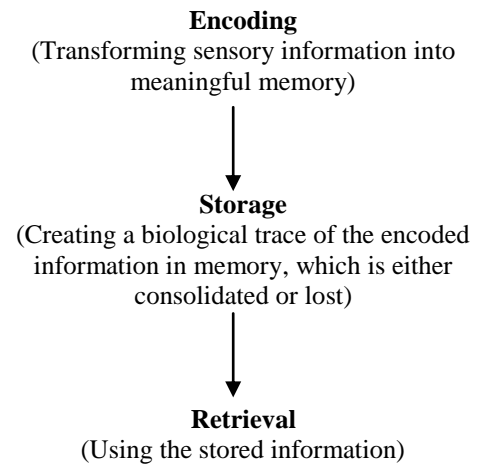 Encoding
(Transforming sensory information into
meaningful memory)
Storage
(Creating a biological trace of the encoded
information in memory, which is either
consolidated or lost)
Retrieval
(Using the stored information)